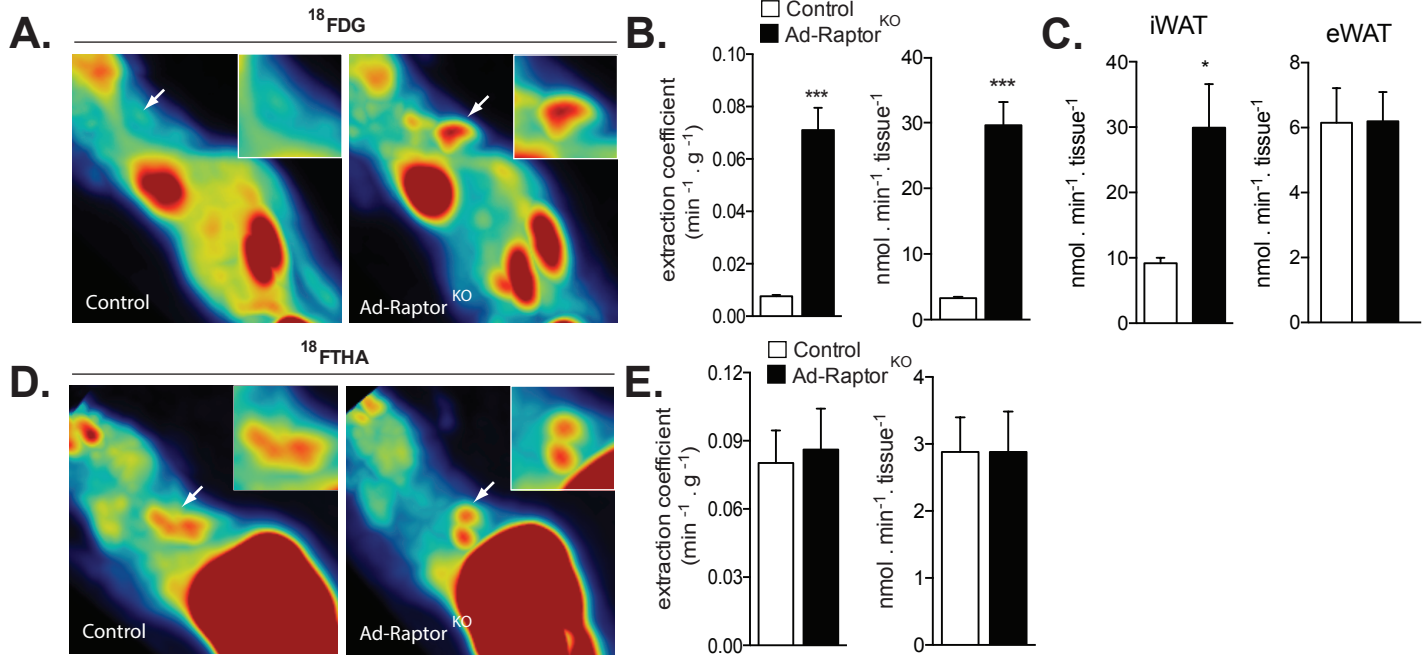 A.
¹⁸FDG
Control
Ad-Raptor KO
B.
Control
Ad-Raptor KO
extraction coefficient
(min⁻¹ . g ⁻¹)
0.10
0.08
0.06
0.04
0.02
0.00
***
nmol . min⁻¹. tissue⁻¹
40
30
20
10
0
***
C.
iWAT
nmol . min⁻¹. tissue⁻¹
40
30
20
10
0
*
eWAT
nmol . min⁻¹. tissue⁻¹
8
6
4
2
0
¹⁸FTHA
D.
Control
Ad-Raptor KO
E.
Control
Ad-Raptor KO
extraction coefficient
(min⁻¹ . g ⁻¹)
0.12
0.09
0.06
0.03
0.00
nmol . min⁻¹. tissue⁻¹
4
3
2
1
0